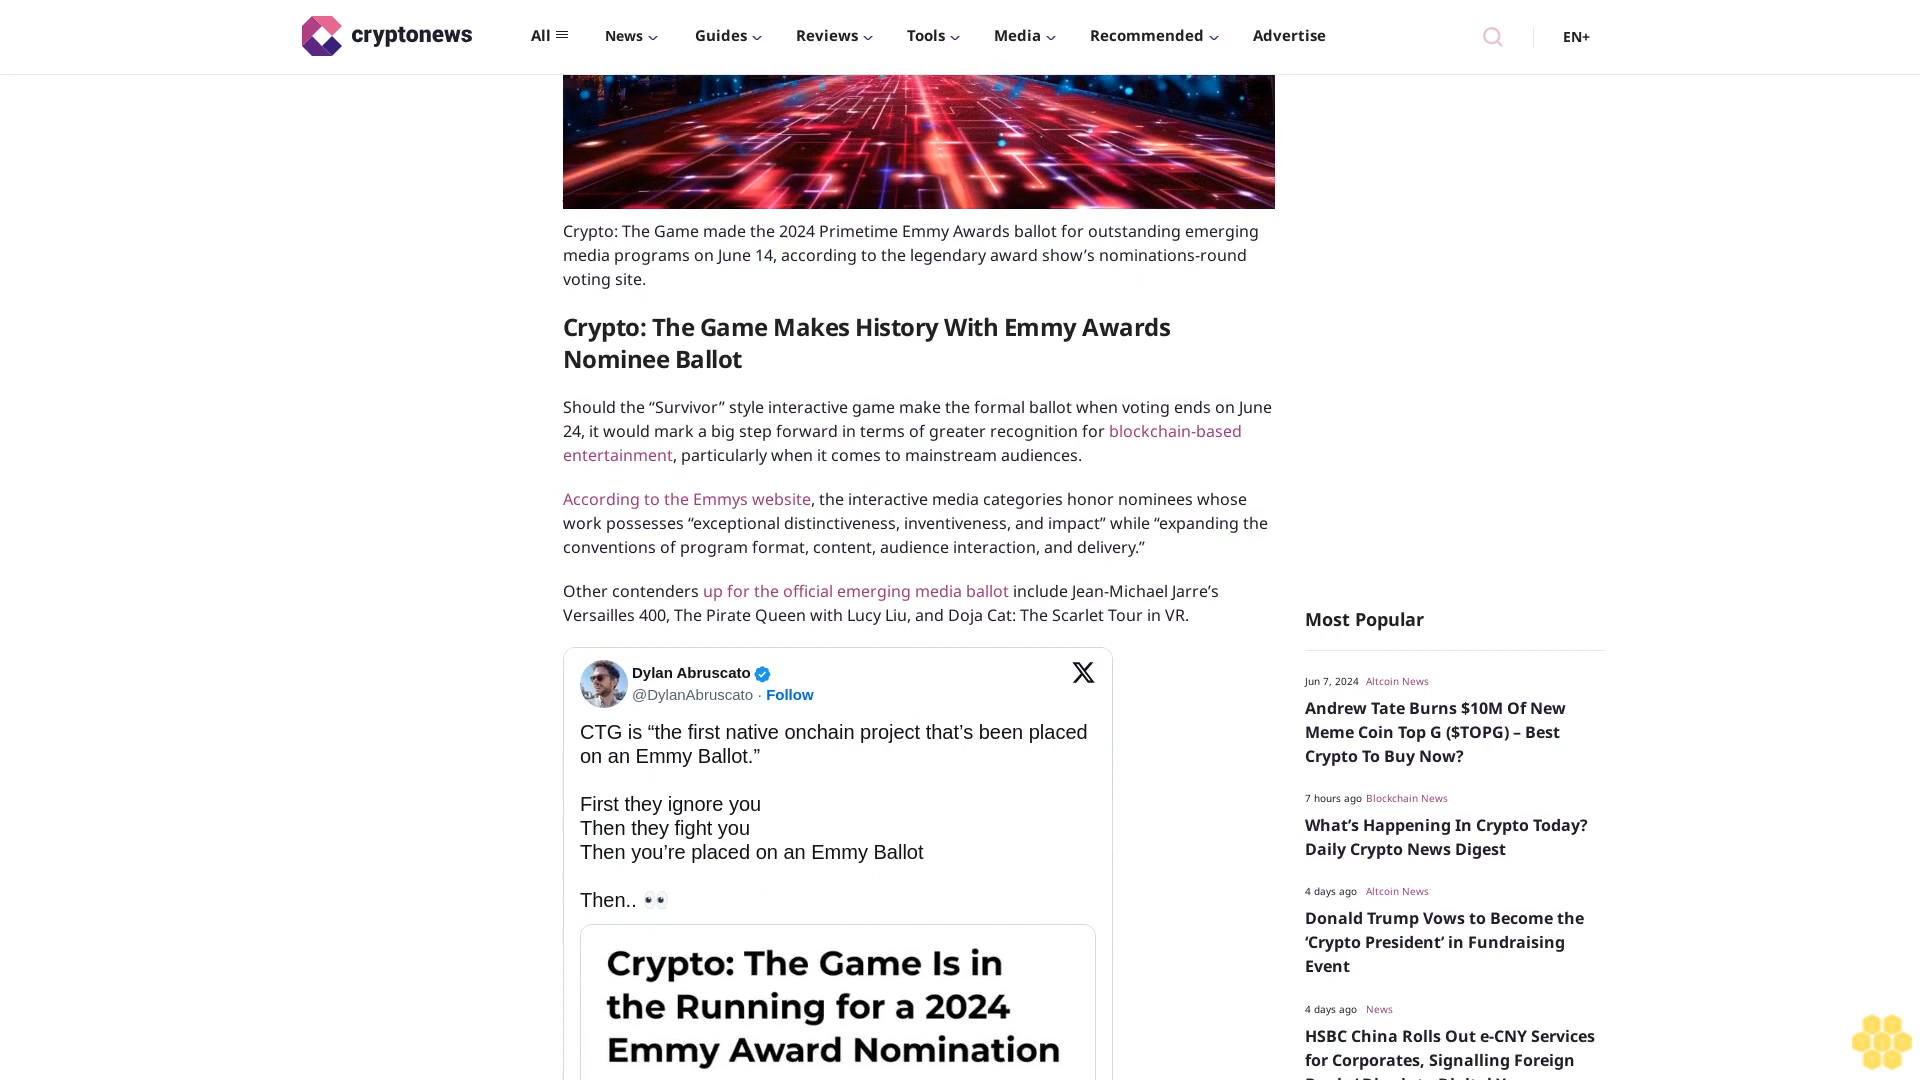 cryptonews
All
News
Guides
Reviews
Tools
Media
Recommended
Advertise
EN+
Crypto: The Game made the 2024 Primetime Emmy Awards ballot for outstanding emerging
media programs on June 14, according to the legendary award show’s nominations-round
voting site.
Crypto: The Game Makes History With Emmy Awards
Nominee Ballot
Should the “Survivor” style interactive game make the formal ballot when voting ends on June
24, it would mark a big step forward in terms of greater recognition for blockchain-based
entertainment, particularly when it comes to mainstream audiences.
According to the Emmys website, the interactive media categories honor nominees whose
work possesses “exceptional distinctiveness, inventiveness, and impact” while “expanding the
conventions of program format, content, audience interaction, and delivery.”
Other contenders up for the official emerging media ballot include Jean-Michael Jarre’s
Versailles 400, The Pirate Queen with Lucy Liu, and Doja Cat: The Scarlet Tour in VR.
Dylan Abruscato
@DylanAbruscato · Follow
CTG is “the first native onchain project that’s been placed
on an Emmy Ballot.”
First they ignore you
Then they fight you
Then you’re placed on an Emmy Ballot
Then.. 👀
Crypto: The Game Is in
the Running for a 2024
Emmy Award Nomination
Most Popular
Jun 7, 2024 Altcoin News
Andrew Tate Burns $10M Of New
Meme Coin Top G ($TOPG) – Best
Crypto To Buy Now?
7 hours ago Blockchain News
What’s Happening In Crypto Today?
Daily Crypto News Digest
4 days ago Altcoin News
Donald Trump Vows to Become the
‘Crypto President’ in Fundraising
Event
4 days ago News
HSBC China Rolls Out e-CNY Services
for Corporates, Signalling Foreign